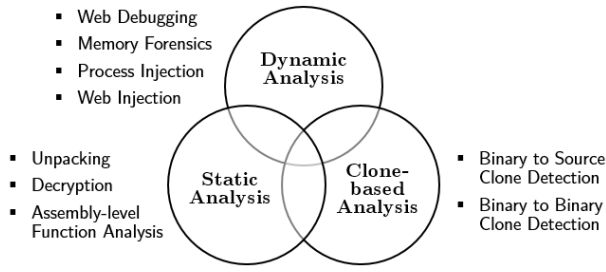 ▪ Web Debugging
▪ Memory Forensics
▪ Process Injection
▪ Web Injection
Dynamic
Analysis
▪ Unpacking
▪ Decryption
▪ Assembly-level
Function Analysis
Static
Analysis
Clone-
based
Analysis
▪ Binary to Source
Clone Detection
▪ Binary to Binary
Clone Detection